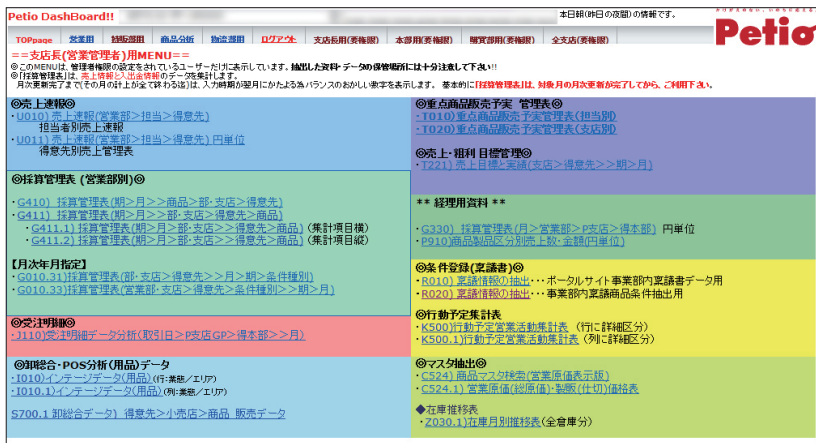 Petio DashBoard!!
本日朝(昨日の夜間)の情報です。
かけがえのない、いのちに応える。
Petio
TOPpage 営業用 物販部用 商品分析 物流部用 ログアウト 支店長用(要権限) 本部用(要権限) 購買部用(要権限) 全支店(要権限)
==支店長(営業管理者)用MENU==
◎このMENUは、管理者権限の設定をされているユーザーだけに表示しています。抽出した資料・データの保管場所には十分注意して下さい!!
◎「採算管理表」は、売上情報と入出金情報のデータを集計します。
月次更新完了まで(その月の計上が全て終わる迄)は、入力時期が翌月にかたよる為バランスのおかしい数字を表示します。 基本的に「採算管理表」は、対象月の月次更新が完了してから、ご利用下さい。
◎売上速報◎
・U010) 売上速報(営業部>担当>得意先)
担当者別売上速報
・U011) 売上速報(営業部>担当>得意先) 円単位
得意先別売上管理表
◎重点商品販売予実 管理表◎
・T010)重点商品販売予実管理表(担当別)
・T020)重点商品販売予実管理表(支店別)
◎売上・粗利 目標管理◎
・T221) 売上目標と実績(支店>得意先>>期>月)
◎採算管理表 (営業部別)◎
・G410) 採算管理表(期>月>>商品>部・支店>得意先)
・G411) 採算管理表(期>月>>部・支店>得意先>商品)
・G411.1) 採算管理表(期>月>部・支店>>得意先>商品) (集計項目横)
・G411.2) 採算管理表(期>月>部・支店>>得意先>商品) (集計項目縦)
【月次年月指定】
・G010.31)採算管理表(部・支店>得意先>>月>期>条件種別)
・G010.33)採算管理表(営業部・支店>得意先>条件種別>>期>月)
** 経理用資料 **
・G330) 採算管理表(月>営業部>P支店>得本部) 円単位
・P910)商品製品区分別売上数・金額(円単位)
◎条件登録(稟議書)◎
・R010) 稟議情報の抽出・・・ポータルサイト事業部内稟議書データ用
・R020) 稟議情報の抽出・・・事業部内稟議商品条件抽出用
◎行動予定集計表
・K500)行動予定営業活動集計表 (行に詳細区分)
・K500.1)行動予定営業活動集計表 (列に詳細区分)
◎受注明細◎
・J110)受注明細データ分析(取引日>P支店GP>得本部>>月)
◎卸総合・POS分析(用品)データ
・I010)インテージデータ(用品) (行:業態/エリア)
・I010.1)インテージデータ(用品) (列:業態/エリア)
S700.1 卸総合データ) 得意先>小売店>商品 販売データ
◎マスタ抽出◎
・C524) 商品マスタ検索(営業原価表示版)
・C524.1) 営業原価(総原価)・製販(仕切)価格表
◆在庫推移表
・Z030.1)在庫月別推移表(全倉庫分)